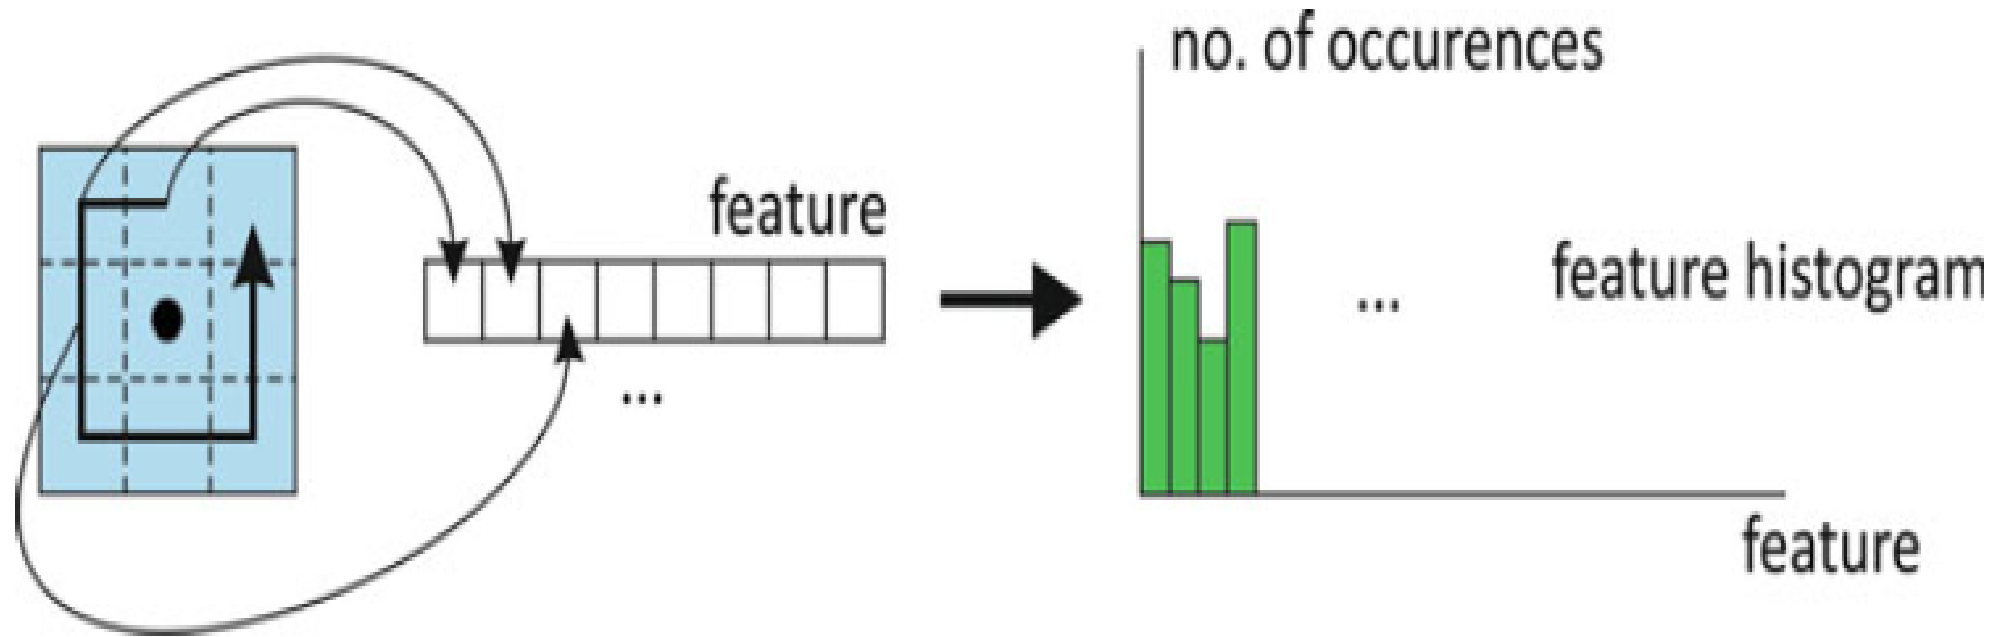 no. of occurences
feature
feature histogram
...
...
feature